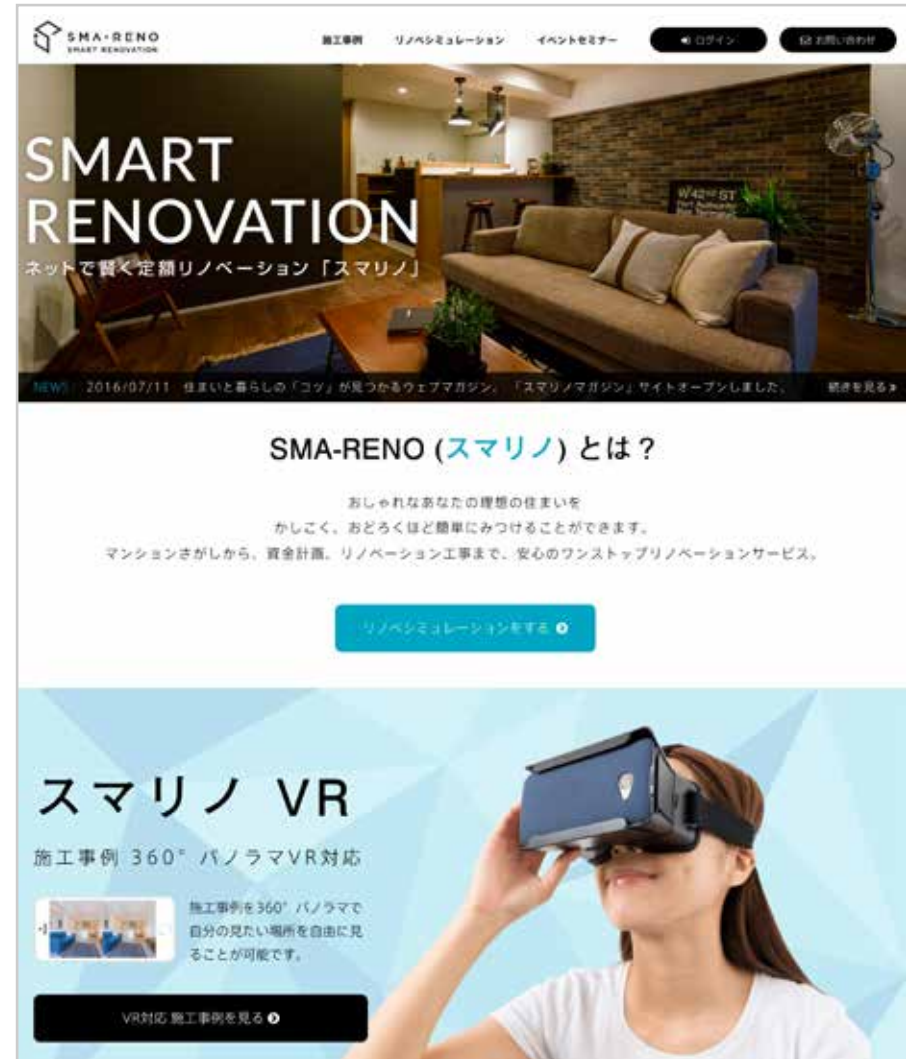 SMA-RENO
SMART RENOVATION
施工事例 リノベシミュレーション イベントセミナー ログイン お問い合わせ
SMART
RENOVATION
ネットで賢く定額リノベーション「スマリノ」
W 42ND ST
NEWS 2016/07/11 住まいと暮らしの「コツ」が見つかるウェブマガジン。「スマリノマガジン」サイトオープンしました。 続きを見る»
SMA-RENO (スマリノ) とは？
おしゃれなあなたの理想の住まいを
かしこく、おどろくほど簡単にみつけることができます。
マンションさがしから、資金計画、リノベーション工事まで、安心のワンストップリノベーションサービス。
リノベシミュレーションをする
スマリノ VR
施工事例 360° パノラマVR対応
施工事例を360° パノラマで
自分の見たい場所を自由に見
ることが可能です。
VR対応 施工事例を見る